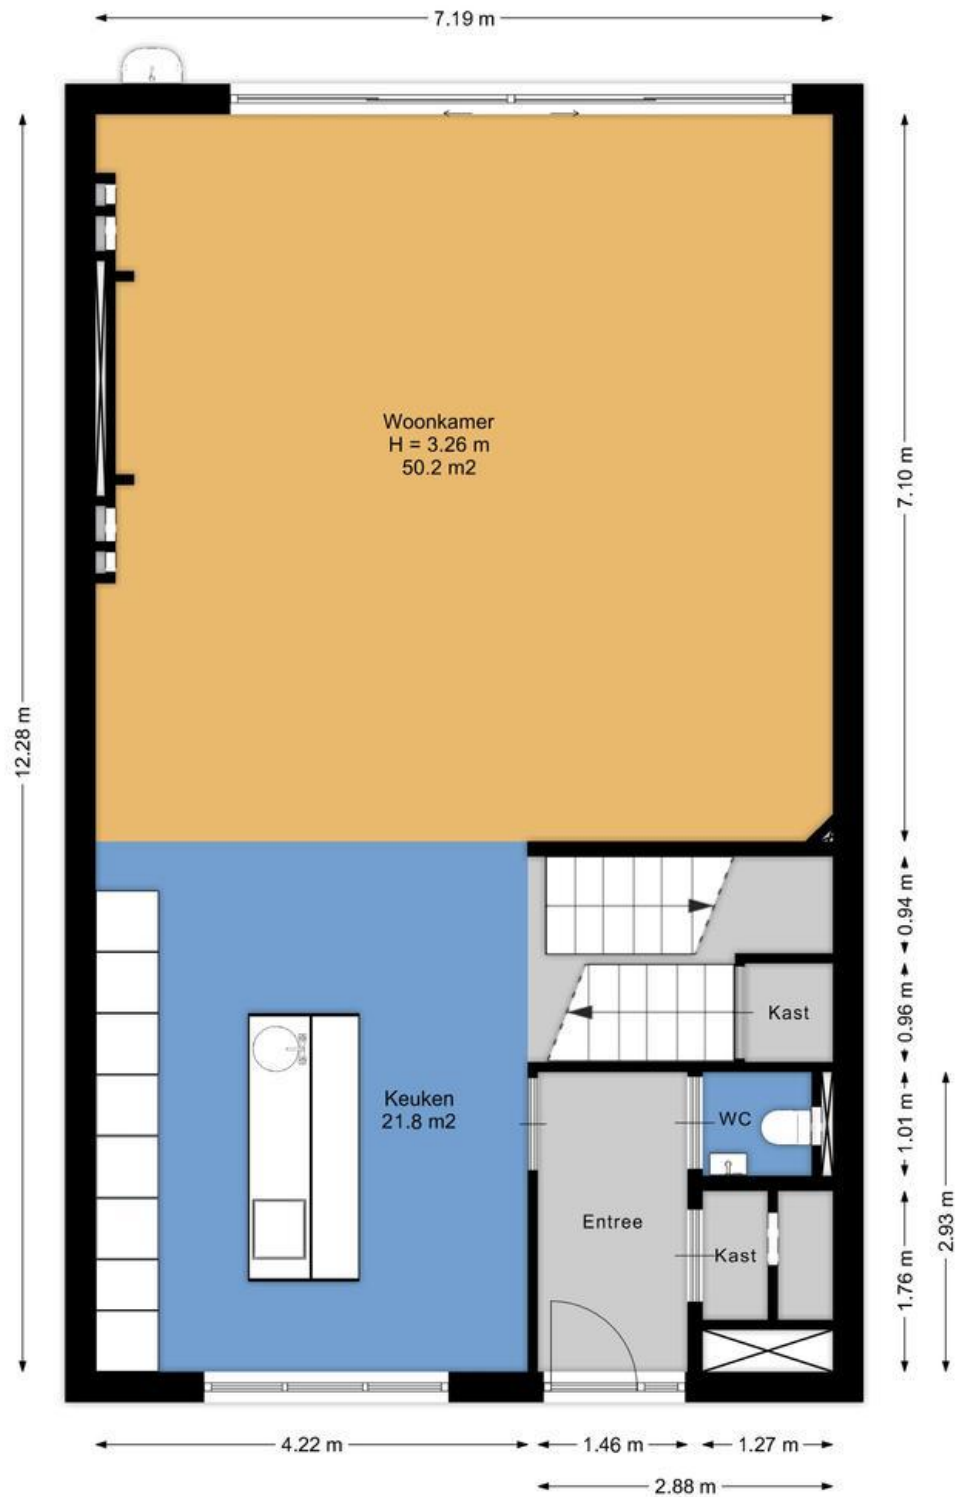 7.19 m
Woonkamer
H = 3.26 m
50.2 m2
7.10 m
12.28 m
0.94 m
0.96 m
Kast
Keuken
21.8 m2
WC
1.01 m
2.93 m
Entree
Kast
1.76 m
4.22 m
1.46 m
1.27 m
2.88 m